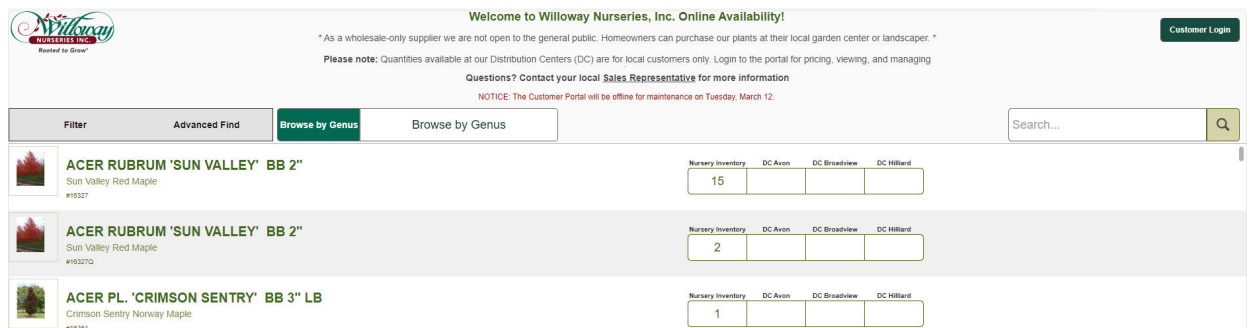 Willoway
NURSERIES INC.
Rooted to Grow®
Welcome to Willoway Nurseries, Inc. Online Availability!
* As a wholesale-only supplier we are not open to the general public. Homeowners can purchase our plants at their local garden center or landscaper. *
Please note: Quantities available at our Distribution Centers (DC) are for local customers only. Login to the portal for pricing, viewing, and managing
Questions? Contact your local Sales Representative for more information
NOTICE: The Customer Portal will be offline for maintenance on Tuesday, March 12.
Customer Login
Filter Advanced Find Browse by Genus Browse by Genus Search...
ACER RUBRUM 'SUN VALLEY' BB 2"
Sun Valley Red Maple
#16327
Nursery Inventory DC Avon DC Broadview DC Hilliard
15
ACER RUBRUM 'SUN VALLEY' BB 2"
Sun Valley Red Maple
#16327Q
Nursery Inventory DC Avon DC Broadview DC Hilliard
2
ACER PL. 'CRIMSON SENTRY' BB 3" LB
Crimson Sentry Norway Maple
Nursery Inventory DC Avon DC Broadview DC Hilliard
1